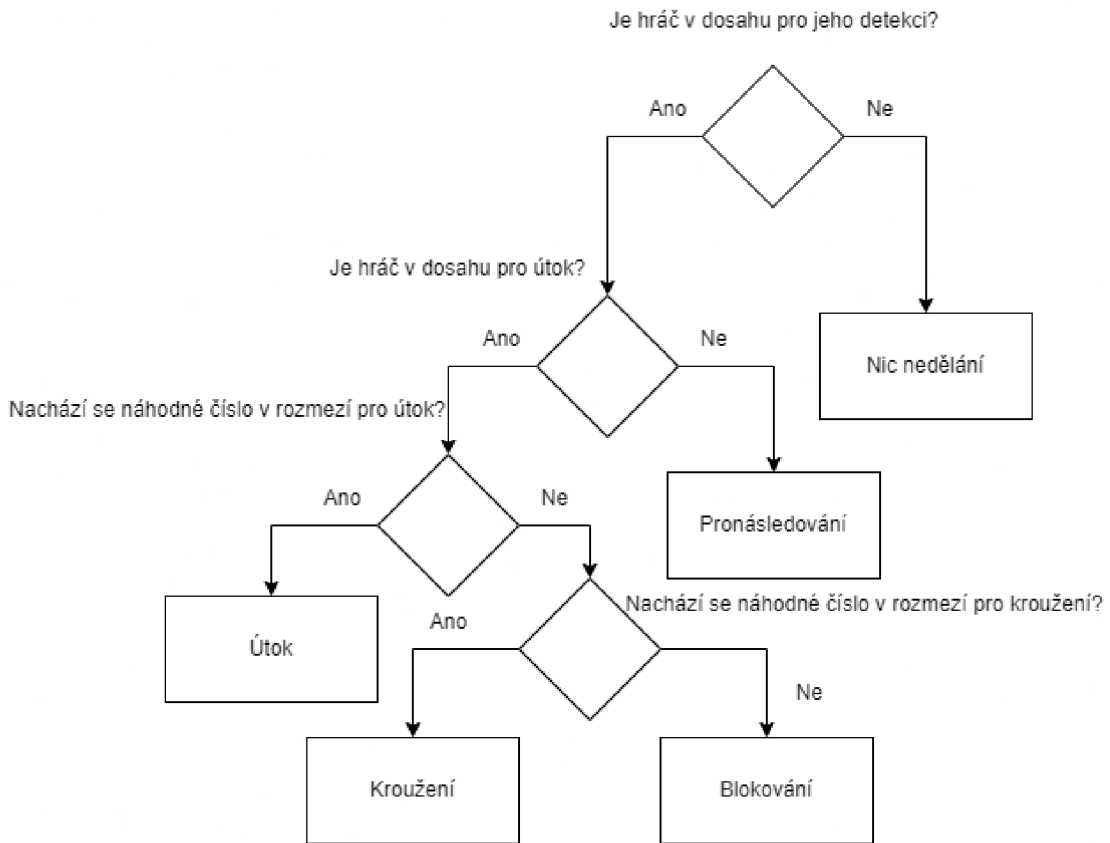 Je hráč v dosahu pro jeho detekci?
Ano
Ne
Je hráč v dosahu pro útok?
Ano
Ne
Nic nedělání
Nachází se náhodné číslo v rozmezí pro útok?
Ano
Ne
Pronásledování
Nachází se náhodné číslo v rozmezí pro kroužení?
Ano
Útok
Ne
Kroužení
Blokování